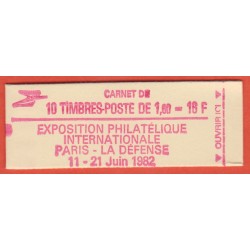 CARNET DE
10 TIMBRES-POSTE DE 1,60 = 16 F
EXPOSITION PHILATÉLIQUE
INTERNATIONALE
PARIS - LA DÉFENSE
11 - 21 Juin 1982
OUVRIR ICI